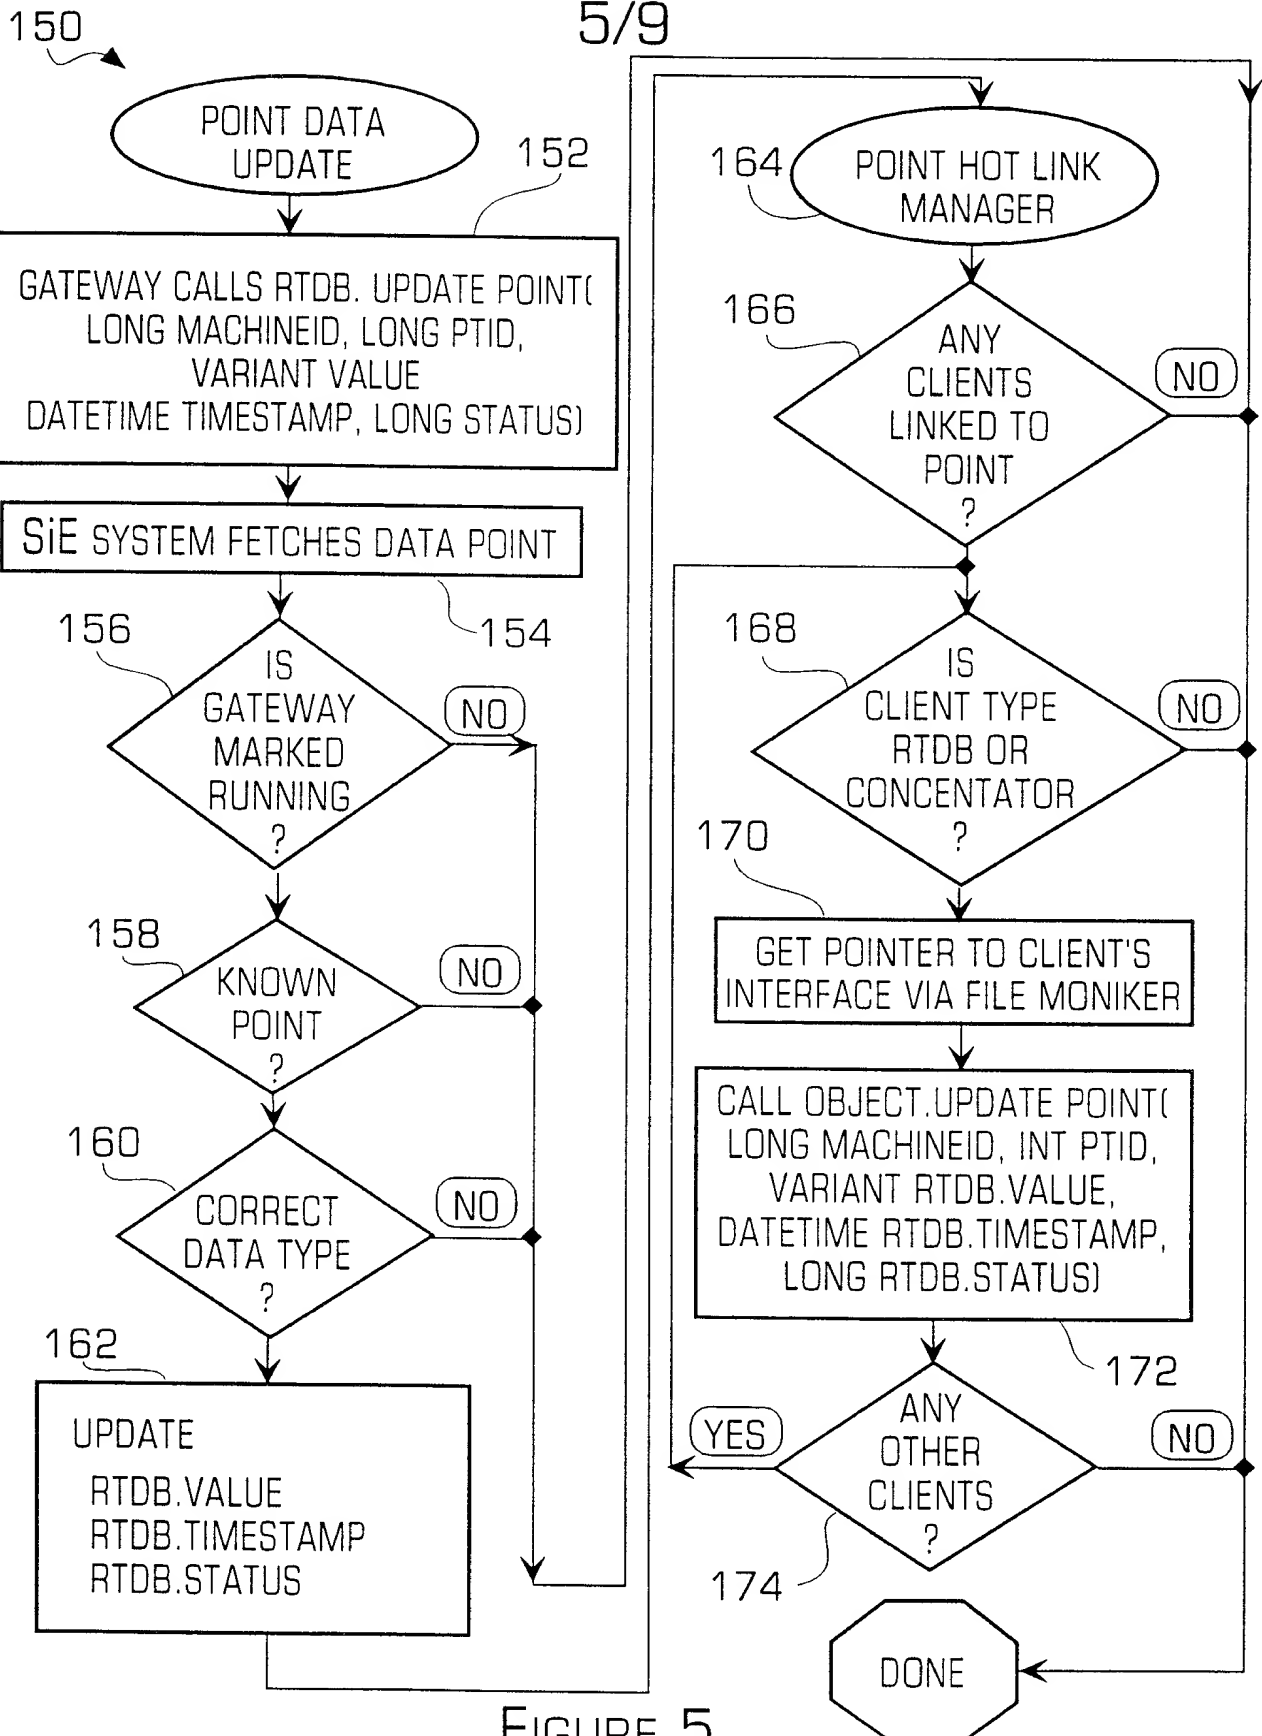 5/9
150
POINT DATA
UPDATE
152
GATEWAY CALLS RTDB. UPDATE POINT(
LONG MACHINEID, LONG PTID,
VARIANT VALUE
DATETIME TIMESTAMP, LONG STATUS)
SiE SYSTEM FETCHES DATA POINT
154
156
IS
GATEWAY
MARKED
RUNNING
?
NO
158
KNOWN
POINT
?
NO
160
CORRECT
DATA TYPE
?
NO
162
UPDATE
RTDB.VALUE
RTDB.TIMESTAMP
RTDB.STATUS
164
POINT HOT LINK
MANAGER
166
ANY
CLIENTS
LINKED TO
POINT
?
NO
168
IS
CLIENT TYPE
RTDB OR
CONCENTATOR
?
NO
170
GET POINTER TO CLIENT'S
INTERFACE VIA FILE MONIKER
CALL OBJECT.UPDATE POINT(
LONG MACHINEID, INT PTID,
VARIANT RTDB.VALUE,
DATETIME RTDB.TIMESTAMP,
LONG RTDB.STATUS)
172
ANY
OTHER
CLIENTS
?
YES
NO
174
DONE
FIGURE 5